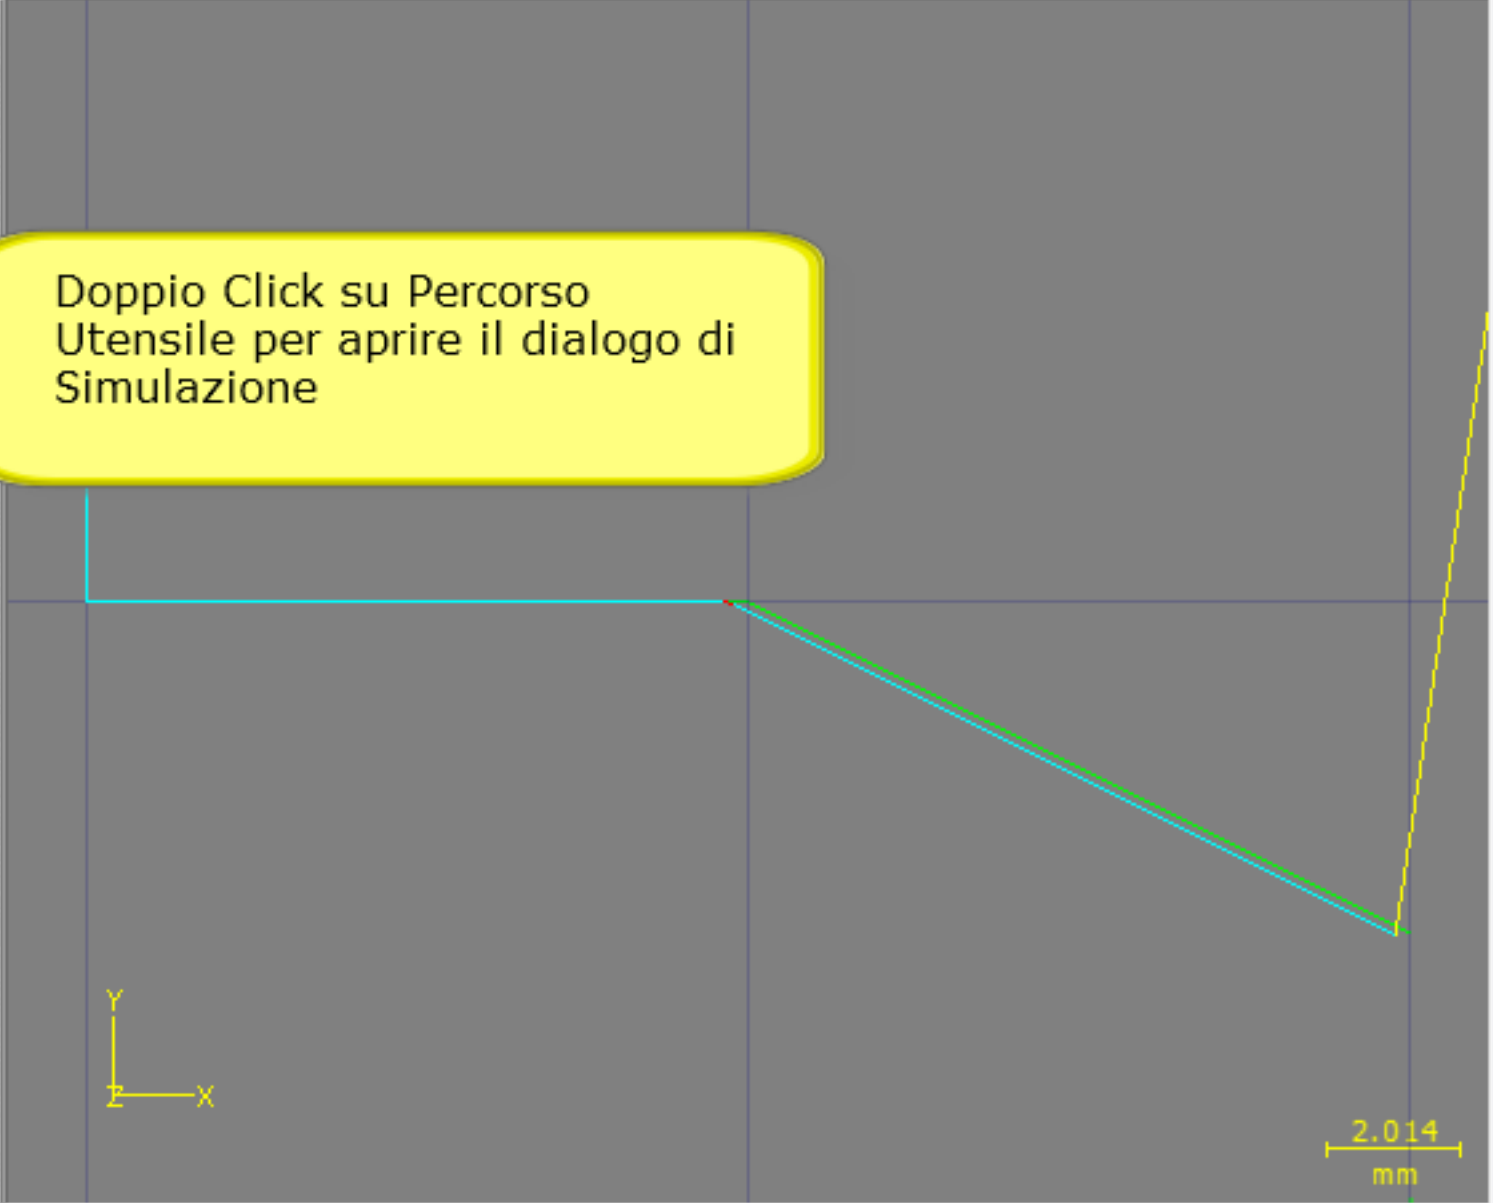 Doppio Click su Percorso
Utensile per aprire il dialogo di
Simulazione
Y
Z
X
2.014
mm